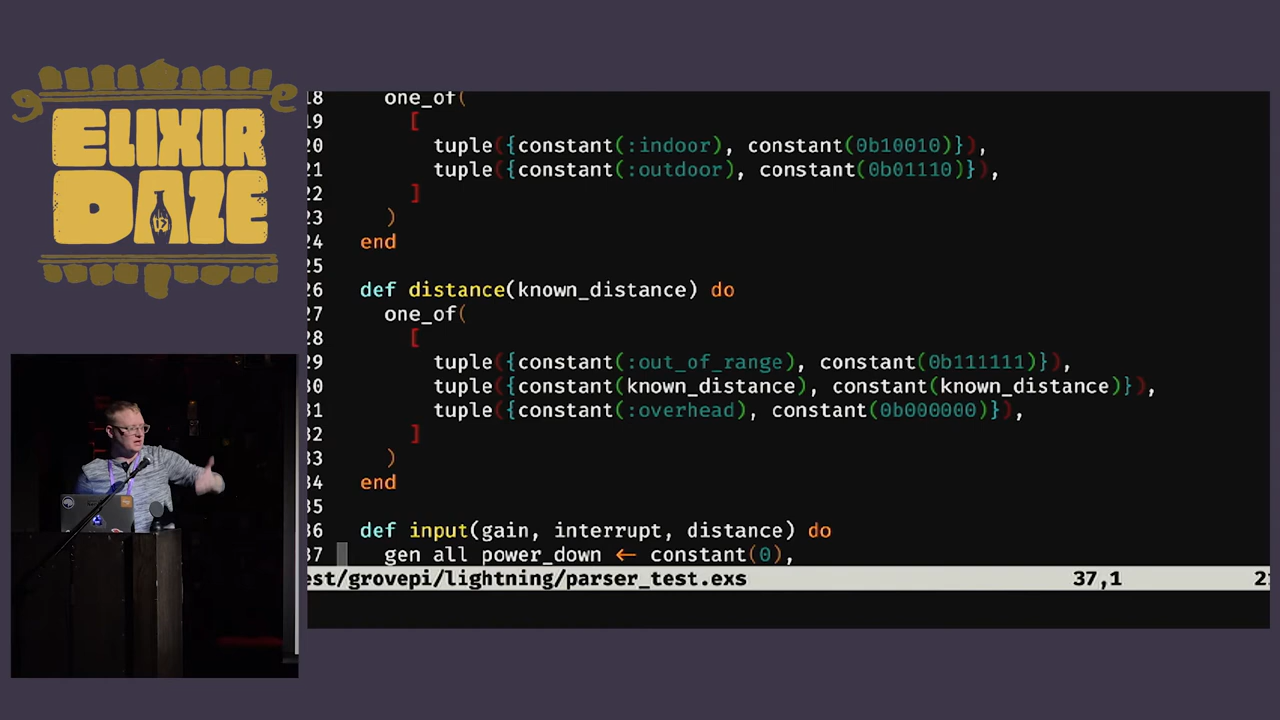 ELIXIR
DAZE
18 one_of(
19 [
20 tuple({constant(:indoor), constant(0b10010)}),
21 tuple({constant(:outdoor), constant(0b01110)}),
22 ]
23 )
24 end
25
26 def distance(known_distance) do
27 one_of(
28 [
29 tuple({constant(:out_of_range), constant(0b111111)}),
30 tuple({constant(known_distance), constant(known_distance)}),
31 tuple({constant(:overhead), constant(0b000000)}),
32 ]
33 )
34 end
35
36 def input(gain, interrupt, distance) do
37 gen all power_down <- constant(0),
est/grovepi/lightning/parser_test.exs 37,1 2